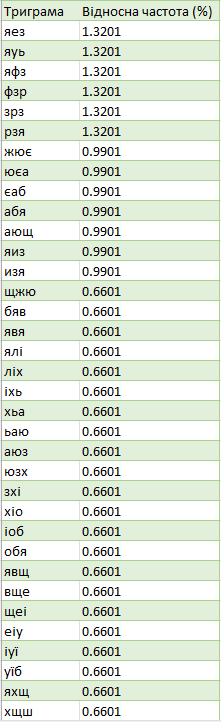 Триграма Відносна частота (%)
яез 1.3201
яуь 1.3201
яфз 1.3201
фзр 1.3201
зрз 1.3201
рзя 1.3201
жює 0.9901
юєа 0.9901
єаб 0.9901
абя 0.9901
ающ 0.9901
яиз 0.9901
изя 0.9901
щжю 0.6601
бяв 0.6601
явя 0.6601
ялі 0.6601
ліх 0.6601
іхь 0.6601
хьа 0.6601
ьаю 0.6601
аюз 0.6601
юзх 0.6601
зхі 0.6601
хіо 0.6601
іоб 0.6601
обя 0.6601
явщ 0.6601
вще 0.6601
щеі 0.6601
еіу 0.6601
іуї 0.6601
уїб 0.6601
яхщ 0.6601
хщш 0.6601